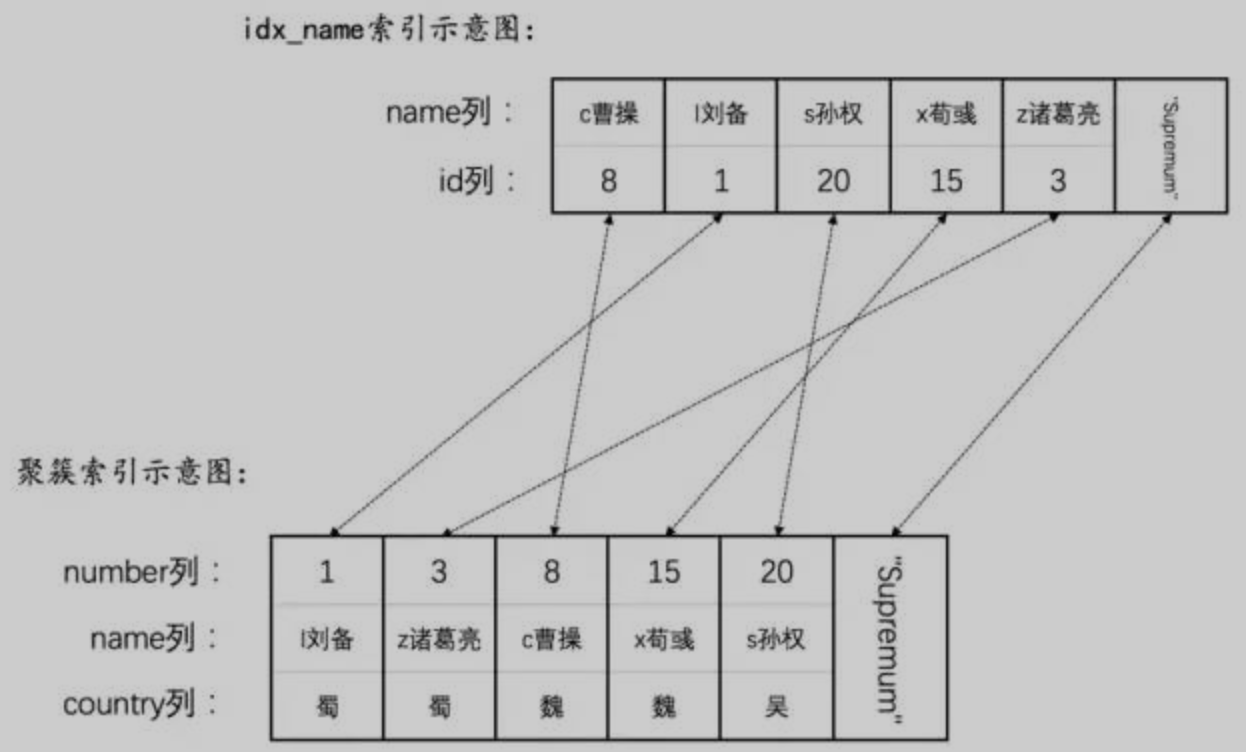 idx_name索引示意图：
name列： c曹操 l刘备 s孙权 x荀彧 z诸葛亮 "Supremum"
id列： 8 1 20 15 3
聚簇索引示意图：
number列： 1 3 8 15 20 "Supremum"
name列： l刘备 z诸葛亮 c曹操 x荀彧 s孙权
country列： 蜀 蜀 魏 魏 吴